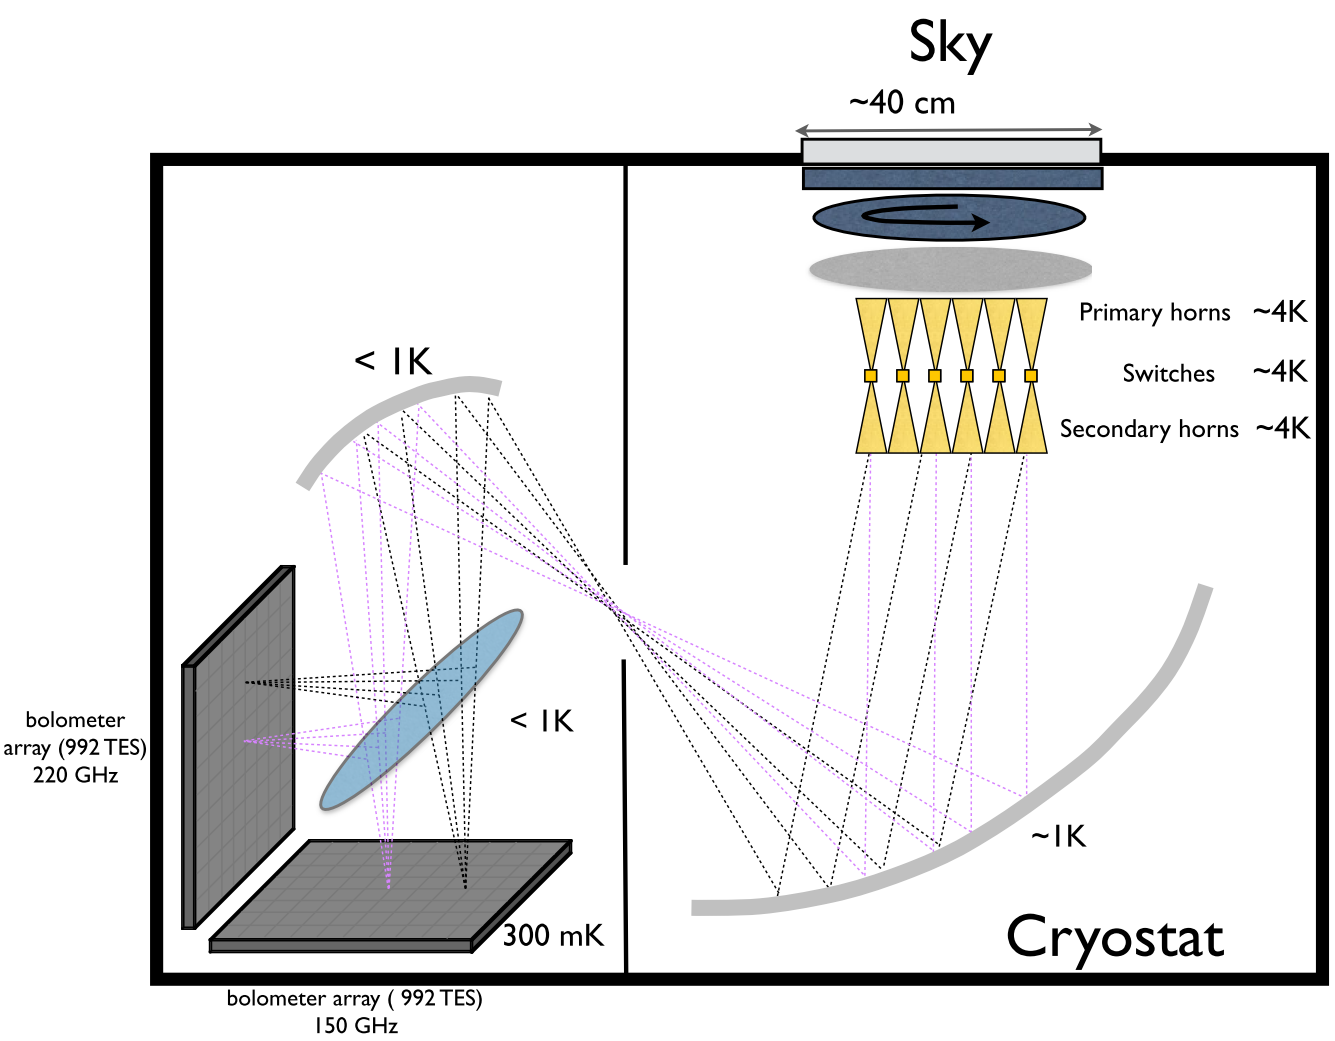 Sky
~40 cm
Primary horns ~4K
Switches ~4K
Secondary horns ~4K
< 1K
bolometer
array (992 TES)
220 GHz
< 1K
~1K
300 mK
Cryostat
bolometer array ( 992 TES)
150 GHz